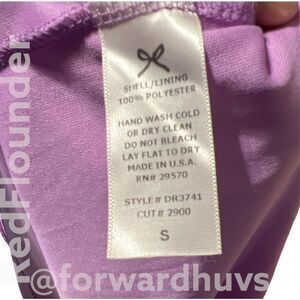 SHELL/LINING
100% POLYESTER
HAND WASH COLD
OR DRY CLEAN
DO NOT BLEACH
LAY FLAT TO DRY
MADE IN U.S.A.
RN# 29570
STYLE# DR3741
CUT# 2900
S
RedFlounder
@forwardhuvs